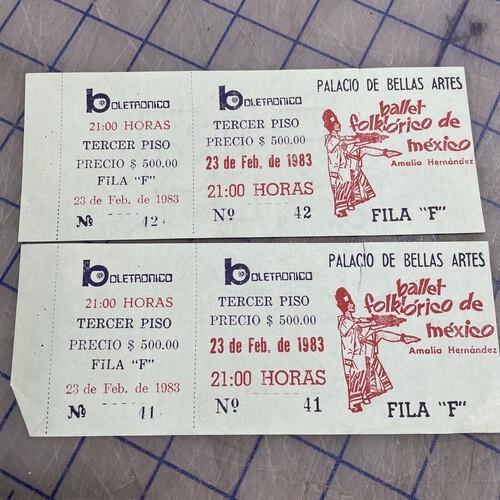 BOLETRONICO
21:00 HORAS
TERCER PISO
PRECIO $ 500.00
FiLA "F"
23 de Feb. de 1983
Nº 42
BOLETRONICO
TERCER PISO
PRECIO $ 500.00
23 de Feb. de 1983
21:00 HORAS
Nº 42
PALACIO DE BELLAS ARTES
ballet
folklórico de
méxico
Amalia Hernández
FILA "F"
BOLETRONICO
21:00 HORAS
TERCER PISO
PRECIO $ 500.00
FiLA "F"
23 de Feb. de 1983
Nº 41
BOLETRONICO
TERCER PISO
PRECIO $ 500.00
23 de Feb. de 1983
21:00 HORAS
Nº 41
PALACIO DE BELLAS ARTES
ballet
folklórico de
méxico
Amalia Hernández
FILA "F"